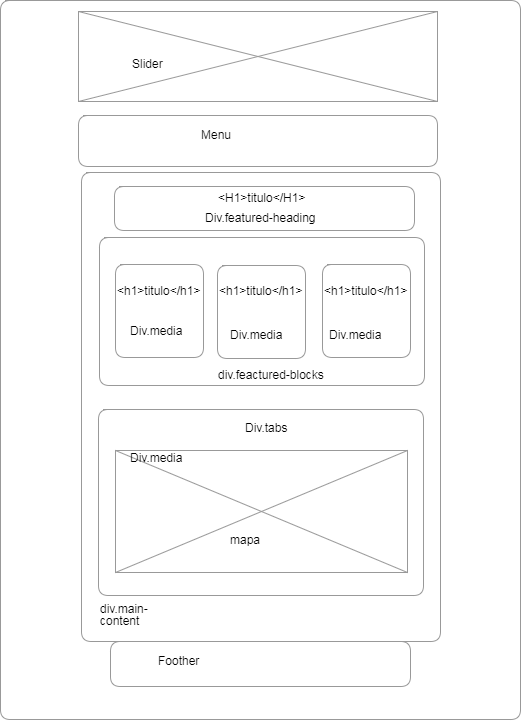 Slider
Menu
<H1>titulo</H1>
Div.featured-heading
<h1>titulo</h1>
<h1>titulo</h1>
<h1>titulo</h1>
Div.media
Div.media
Div.media
div.feactured-blocks
Div.tabs
Div.media
mapa
div.main-
content
Foother